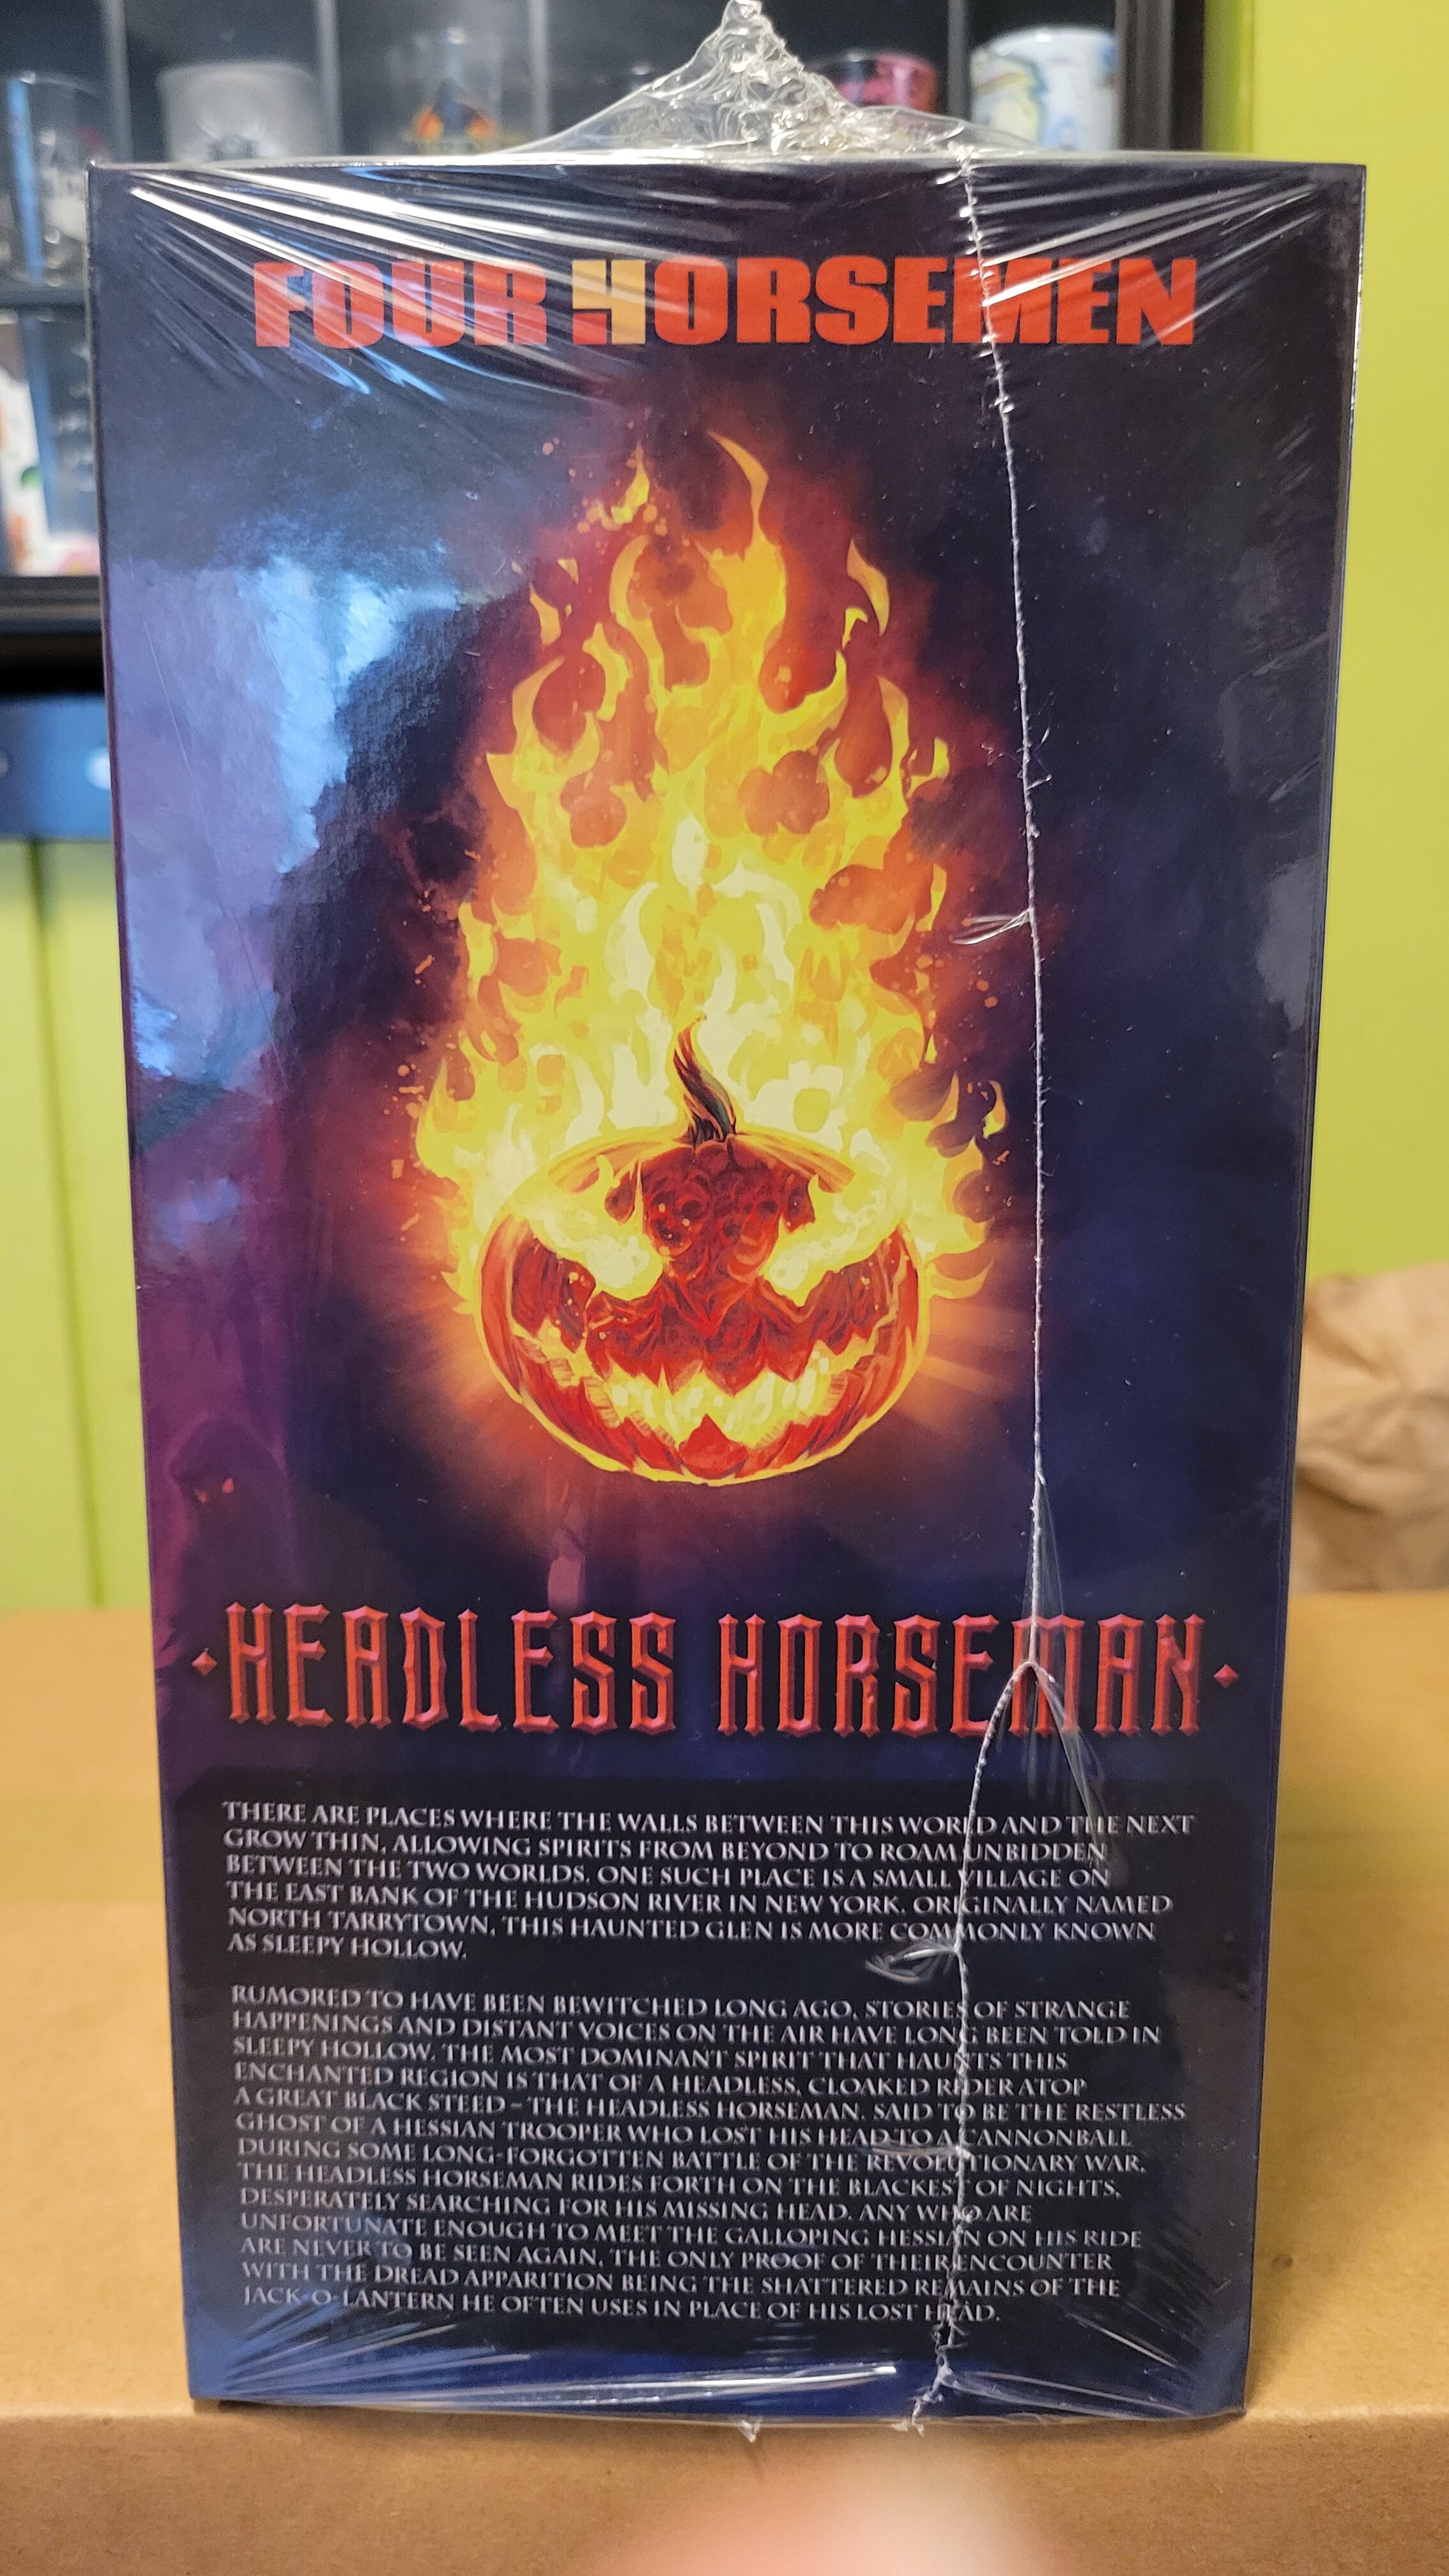 FOUR HORSEMEN
HEADLESS HORSEMAN
THERE ARE PLACES WHERE THE WALLS BETWEEN THIS WORLD AND THE NEXT
GROW THIN, ALLOWING SPIRITS FROM BEYOND TO ROAM UNBIDDEN
BETWEEN THE TWO WORLDS. ONE SUCH PLACE IS A SMALL VILLAGE ON
THE EAST BANK OF THE HUDSON RIVER IN NEW YORK. ORIGINALLY NAMED
NORTH TARRYTOWN, THIS HAUNTED GLEN IS MORE COMMONLY KNOWN
AS SLEEPY HOLLOW.
RUMORED TO HAVE BEEN BEWITCHED LONG AGO, STORIES OF STRANGE
HAPPENINGS AND DISTANT VOICES ON THE AIR HAVE LONG BEEN TOLD IN
SLEEPY HOLLOW. THE MOST DOMINANT SPIRIT THAT HAUNTS THIS
ENCHANTED REGION IS THAT OF A HEADLESS, CLOAKED RIDER ATOP
A GREAT BLACK STEED - THE HEADLESS HORSEMAN. SAID TO BE THE RESTLESS
GHOST OF A HESSIAN TROOPER WHO LOST HIS HEAD TO A CANNONBALL
DURING SOME LONG-FORGOTTEN BATTLE OF THE REVOLUTIONARY WAR,
THE HEADLESS HORSEMAN RIDES FORTH ON THE BLACKEST OF NIGHTS,
DESPERATELY SEARCHING FOR HIS MISSING HEAD. ANY WHO ARE
UNFORTUNATE ENOUGH TO MEET THE GALLOPING HESSIAN ON HIS RIDE
ARE NEVER TO BE SEEN AGAIN, THE ONLY PROOF OF THEIR ENCOUNTER
WITH THE DREAD APPARITION BEING THE SHATTERED REMAINS OF THE
JACK-O-LANTERN HE OFTEN USES IN PLACE OF HIS LOST HEAD.